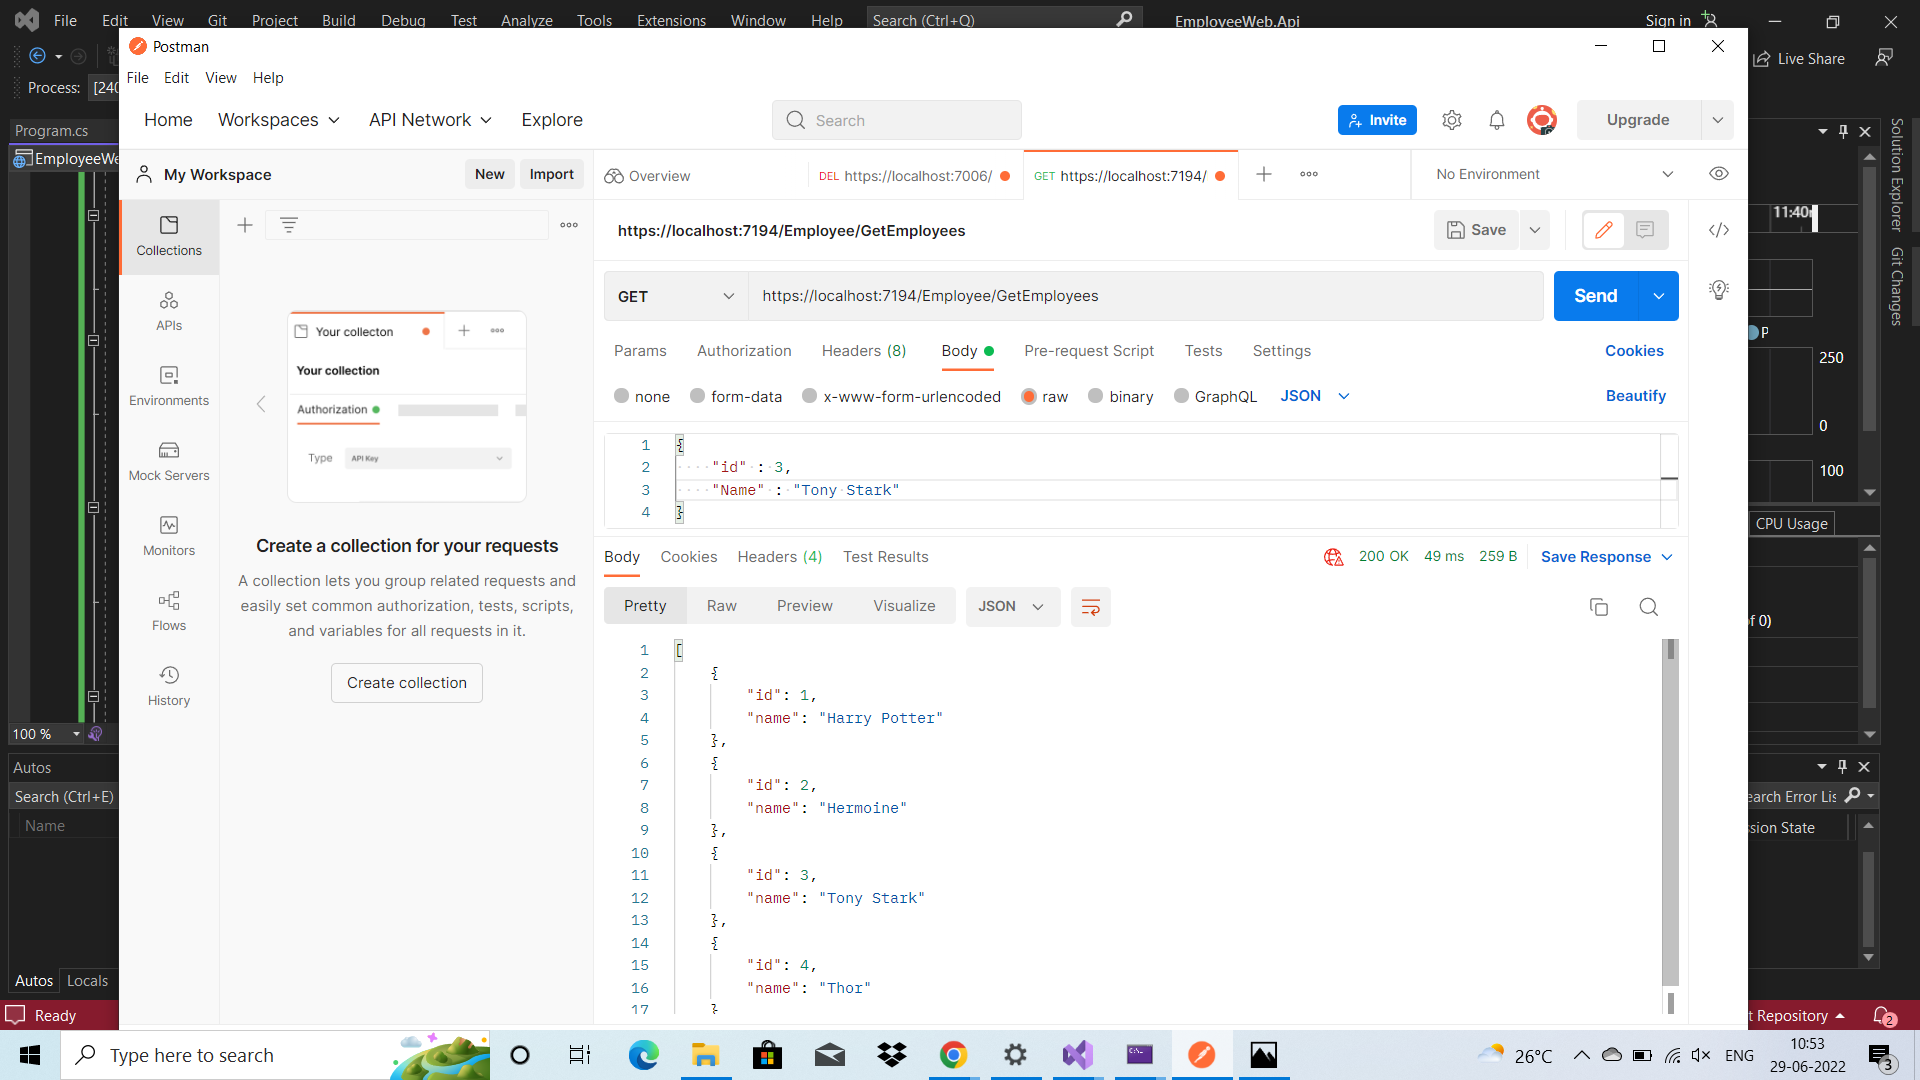 File Edit View Git Project Build Debug Test Analyze Tools Extensions Window Help Search (Ctrl+Q) EmployeeWeb.Api Sign in
Postman
Live Share
File Edit View Help
Process: [240
Home Workspaces API Network Explore Search Invite Upgrade
Program.cs
EmployeeWe
My Workspace New Import Overview DEL https://localhost:7006/ GET https://localhost:7194/ No Environment
Solution Explorer
Git Changes
11:40
Collections
https://localhost:7194/Employee/GetEmployees Save
GET https://localhost:7194/Employee/GetEmployees Send
APIs
Your collecton
P
250
Params Authorization Headers (8) Body Pre-request Script Tests Settings Cookies
Your collection
Environments
none form-data x-www-form-urlencoded raw binary GraphQL JSON Beautify
Authorization
0
1 {
Type API Key
2 "id" : 3,
Mock Servers
100
3 "Name" : "Tony Stark"
4 }
CPU Usage
Monitors
Create a collection for your requests
Body Cookies Headers (4) Test Results 200 OK 49 ms 259 B Save Response
A collection lets you group related requests and
easily set common authorization, tests, scripts,
and variables for all requests in it.
Pretty Raw Preview Visualize JSON
Flows
of 0)
1 [
2 {
Create collection
3 "id": 1,
History
4 "name": "Harry Potter"
100 %
5 },
6 {
Autos
7 "id": 2,
Search (Ctrl+E)
earch Error Lis
8 "name": "Hermoine"
Name
ssion State
9 },
10 {
11 "id": 3,
12 "name": "Tony Stark"
13 },
14 {
15 "id": 4,
Autos Locals
16 "name": "Thor"
17 }
Ready
t Repository 2
Type here to search
26°C ENG 10:53
29-06-2022
3